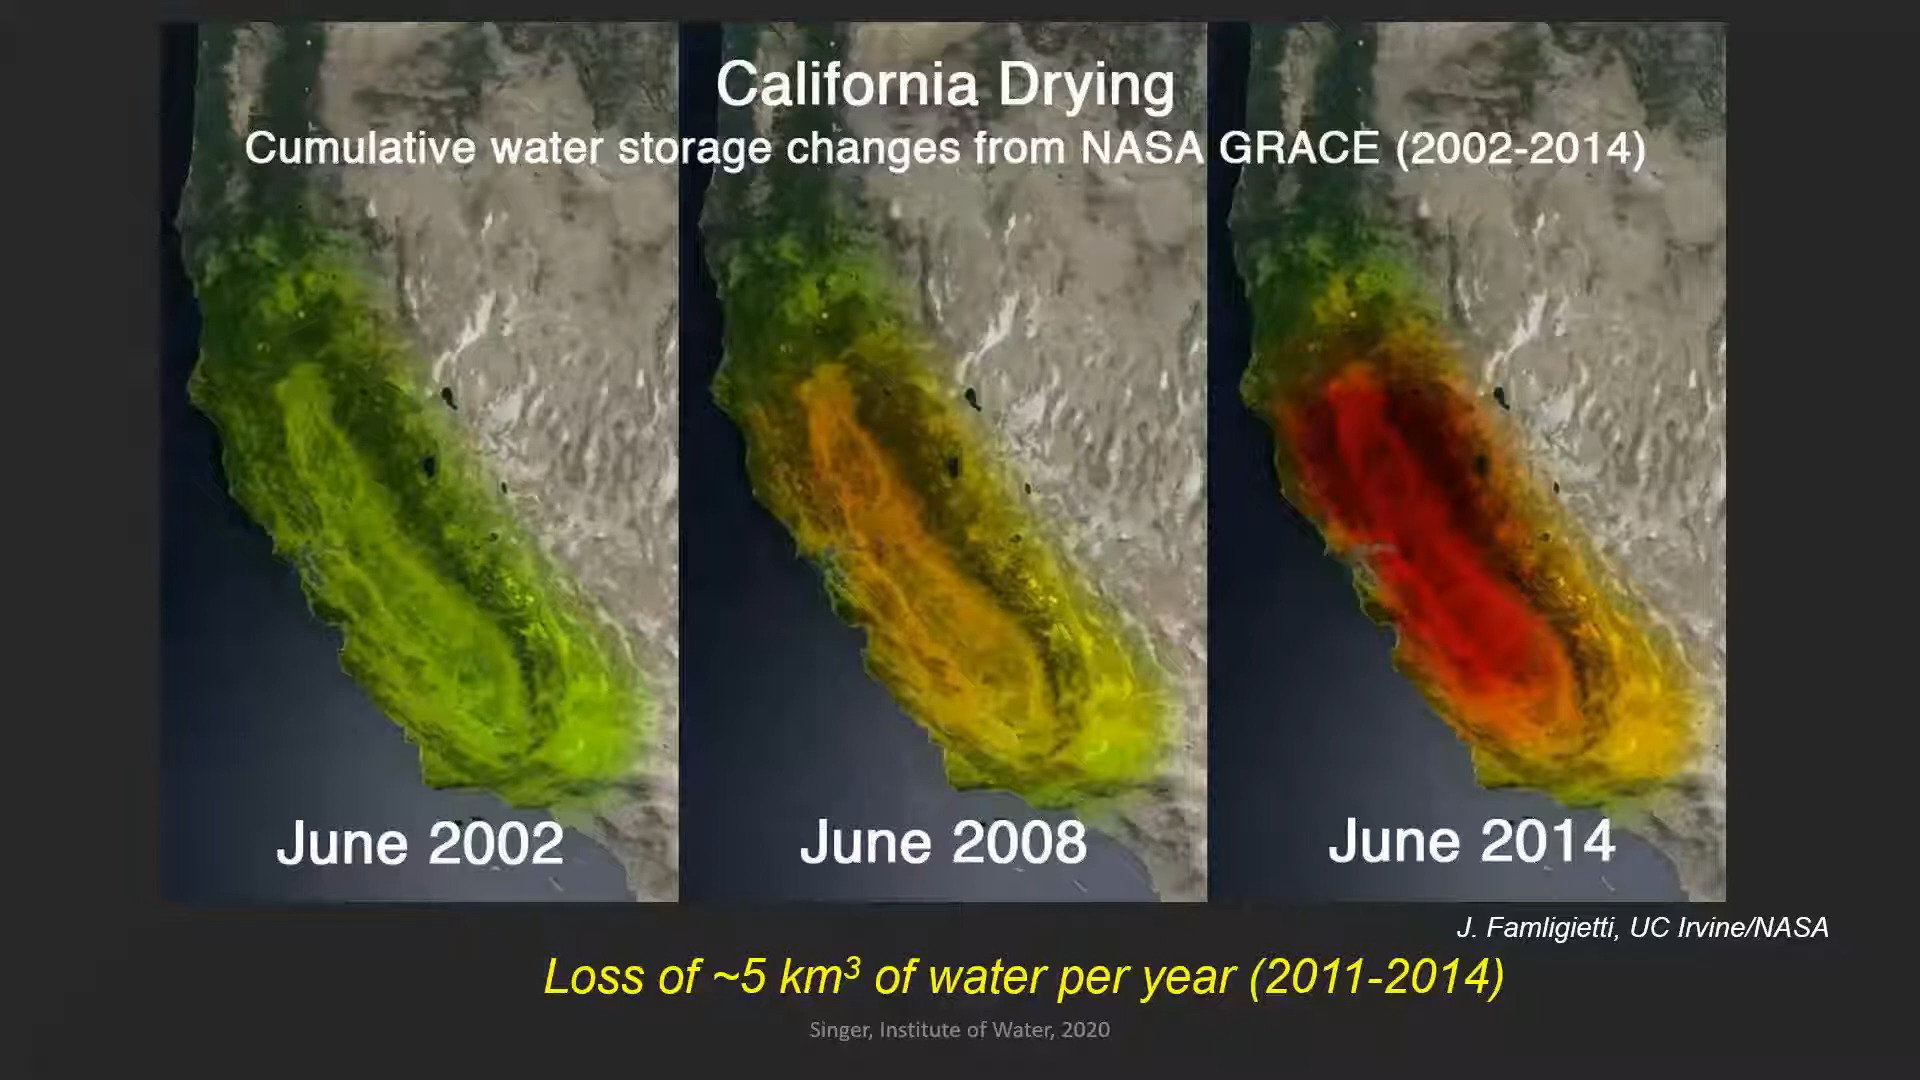 California Drying
Cumulative water storage changes from NASA GRACE (2002-2014)
June 2002
June 2008
June 2014
J. Famligietti, UC Irvine/NASA
Loss of ~5 km³ of water per year (2011-2014)
Singer, Institute of Water, 2020